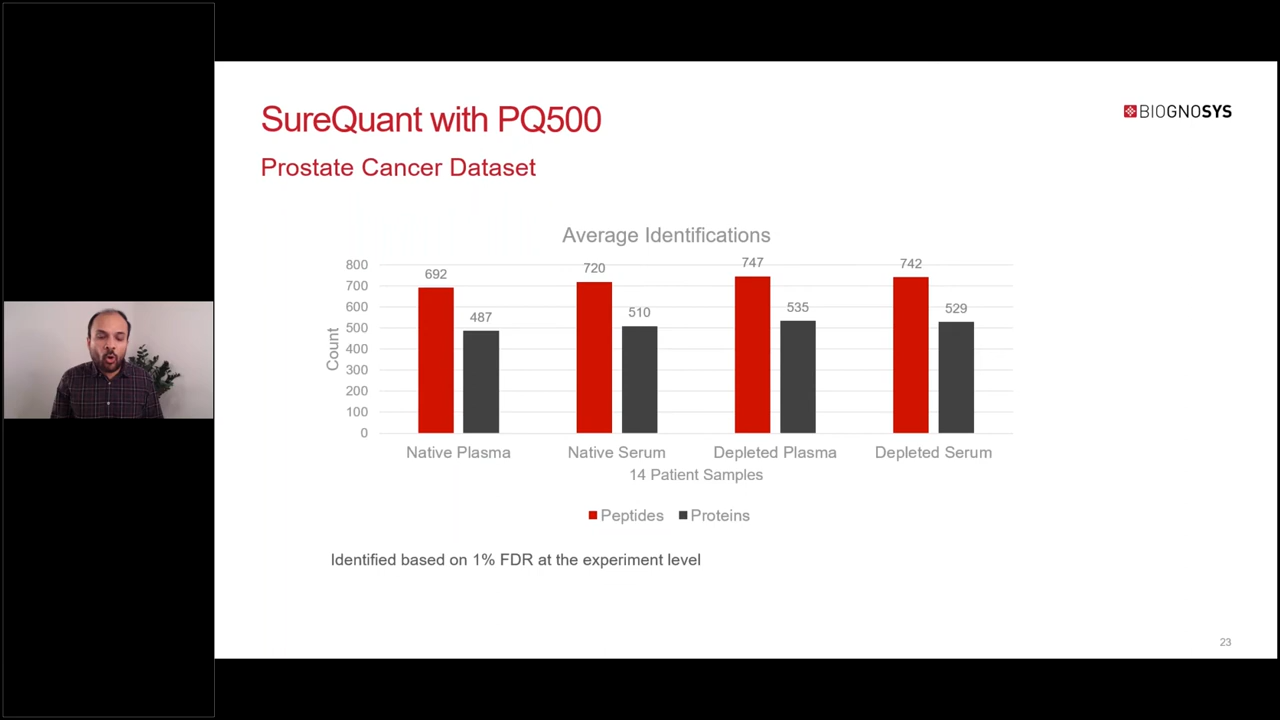 SureQuant with PQ500
BIOGNOSYS
Prostate Cancer Dataset
Average Identifications
800
700
600
500
400
300
200
100
0
Count
692
487
720
510
747
535
742
529
Native Plasma
Native Serum
Depleted Plasma
Depleted Serum
14 Patient Samples
Peptides
Proteins
Identified based on 1% FDR at the experiment level
23